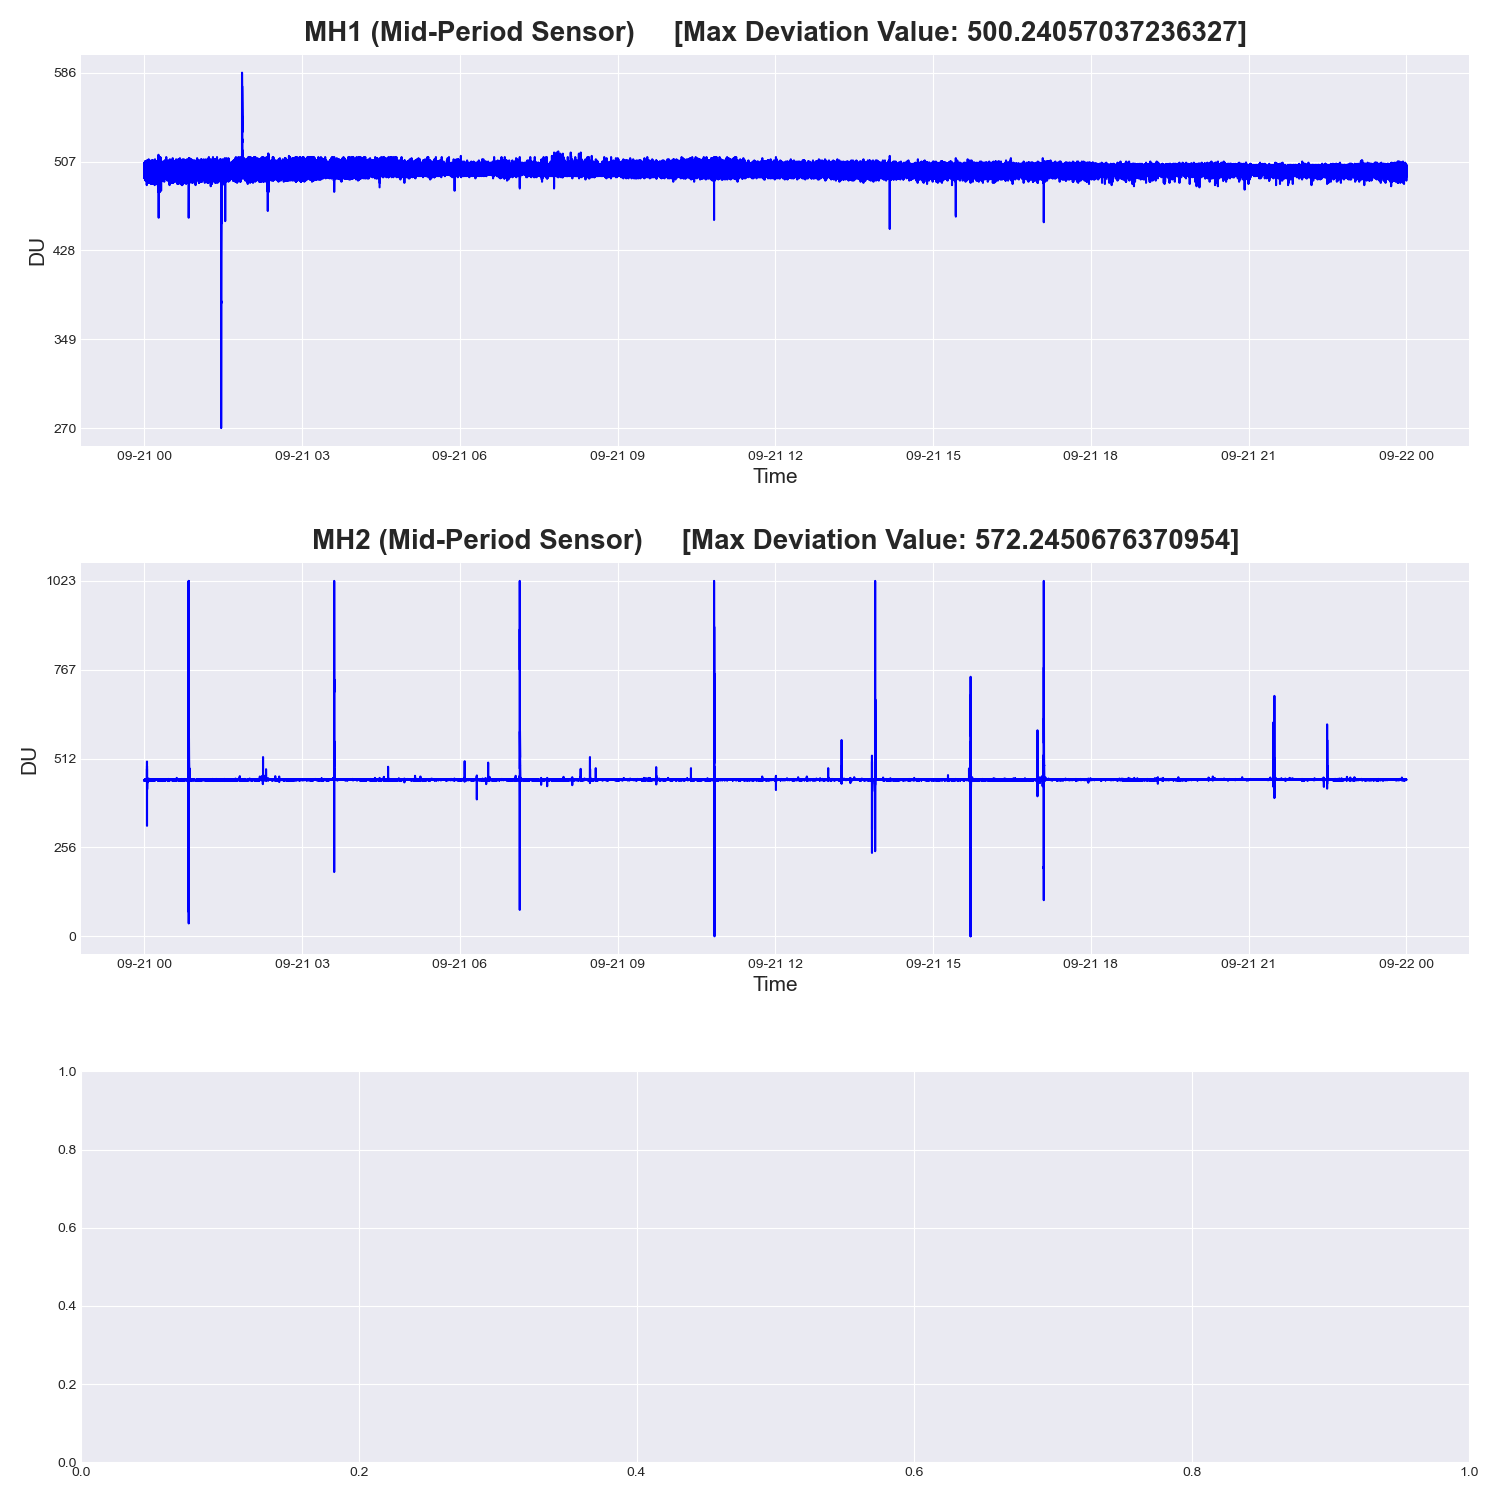 MH1 (Mid-Period Sensor) [Max Deviation Value: 500.24057037236327]
586
507
428
349
270
DU
09-21 00 09-21 03 09-21 06 09-21 09 09-21 12 09-21 15 09-21 18 09-21 21 09-22 00
Time
MH2 (Mid-Period Sensor) [Max Deviation Value: 572.2450676370954]
1023
767
512
256
0
DU
09-21 00 09-21 03 09-21 06 09-21 09 09-21 12 09-21 15 09-21 18 09-21 21 09-22 00
Time
1.0
0.8
0.6
0.4
0.2
0.0
0.0 0.2 0.4 0.6 0.8 1.0